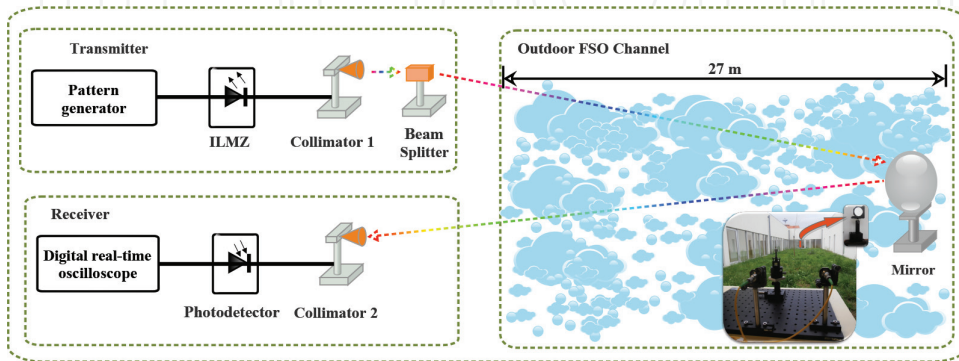 Transmitter
Pattern
generator
ILMZ
Collimator 1
Beam
Splitter
Outdoor FSO Channel
27 m
Mirror
Receiver
Digital real-time
oscilloscope
Photodetector
Collimator 2